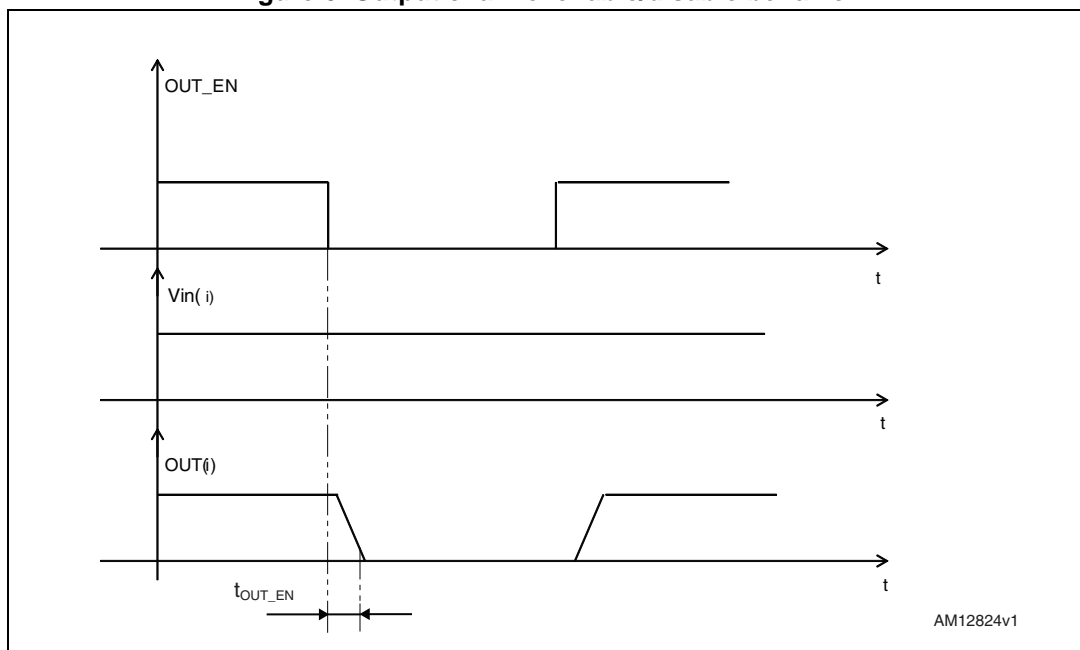 OUT_EN
t
Vin( i)
t
OUT(i)
t
tOUT_EN
AM12824v1